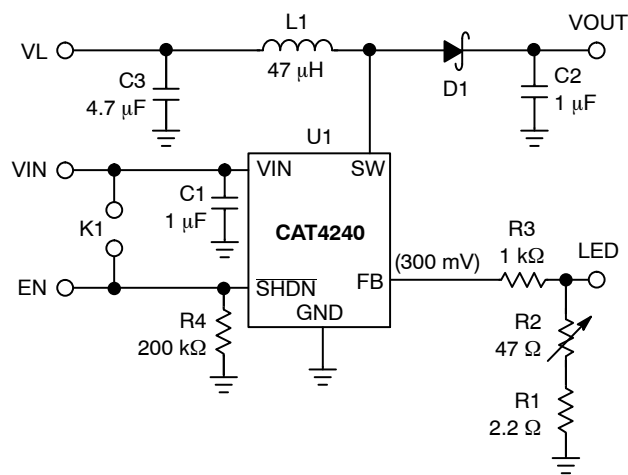 L1
VOUT
VL
47 μH
C3
4.7 μF
D1
C2
1 μF
U1
VIN
VIN
SW
C1
1 μF
K1
CAT4240
R3
1 kΩ
LED
(300 mV)
EN
SHDN
FB
GND
R4
200 kΩ
R2
47 Ω
R1
2.2 Ω